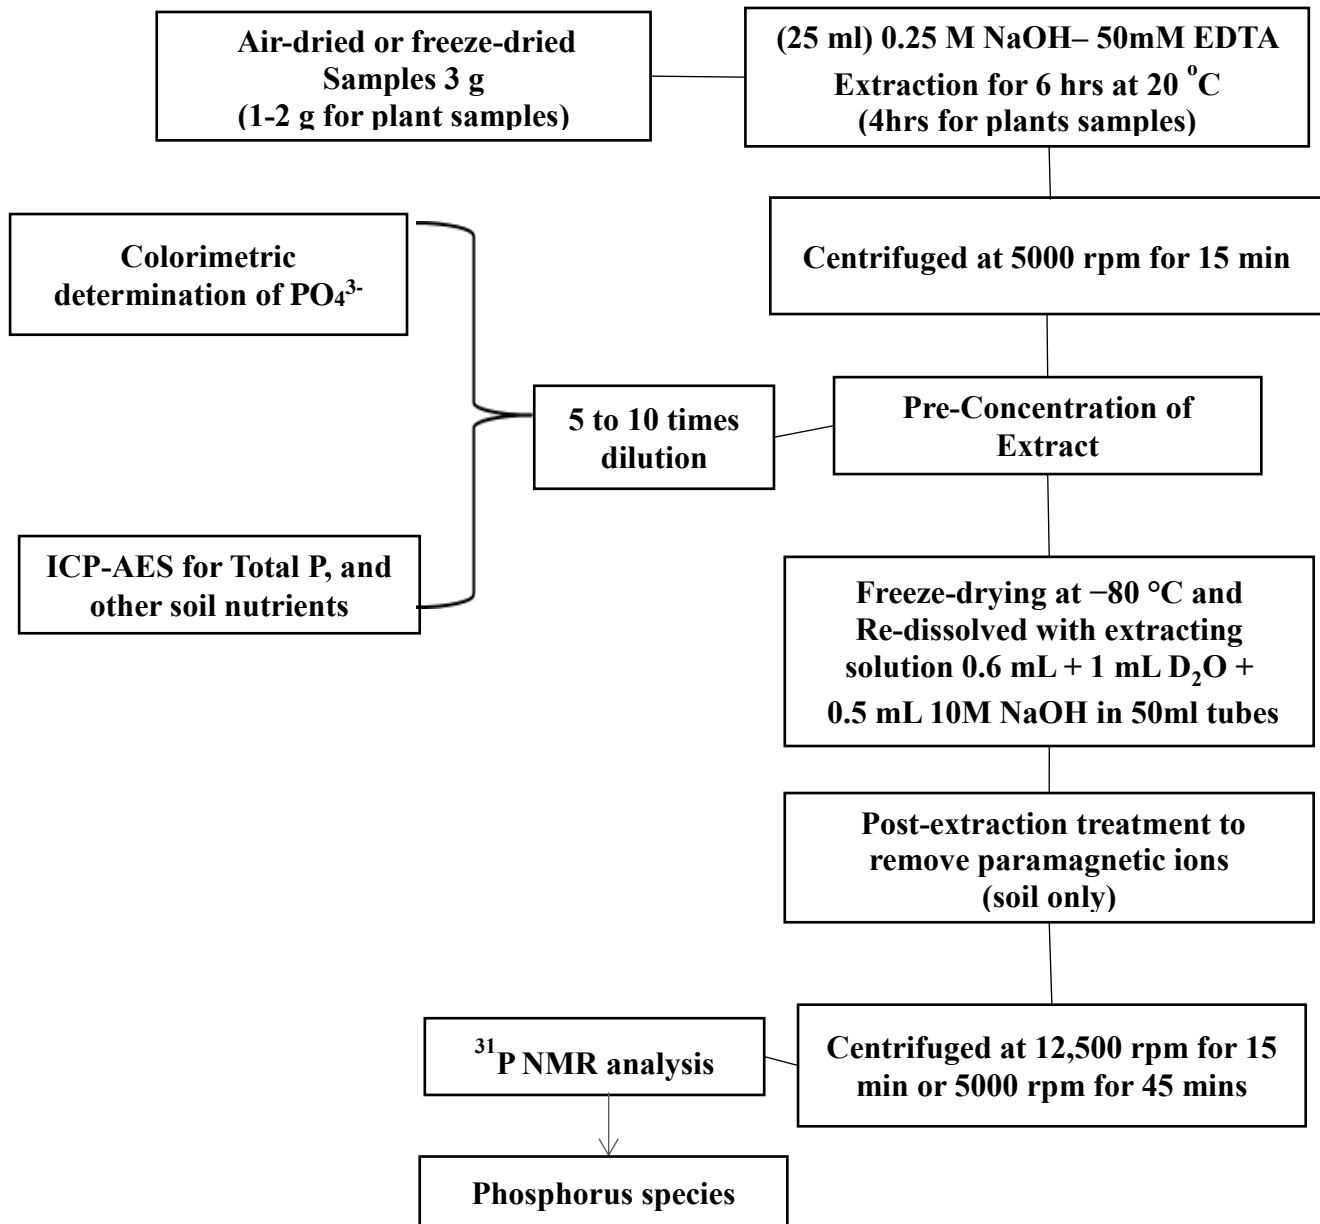 Air-dried or freeze-dried
Samples 3 g
(1-2 g for plant samples)
(25 ml) 0.25 M NaOH– 50mM EDTA
Extraction for 6 hrs at 20 °C
(4hrs for plants samples)
Centrifuged at 5000 rpm for 15 min
Colorimetric
determination of PO₄³⁻
Pre-Concentration of
Extract
5 to 10 times
dilution
ICP-AES for Total P, and
other soil nutrients
Freeze-drying at −80 °C and
Re-dissolved with extracting
solution 0.6 mL + 1 mL D₂O +
0.5 mL 10M NaOH in 50ml tubes
Post-extraction treatment to
remove paramagnetic ions
(soil only)
Centrifuged at 12,500 rpm for 15
min or 5000 rpm for 45 mins
³¹P NMR analysis
Phosphorus species